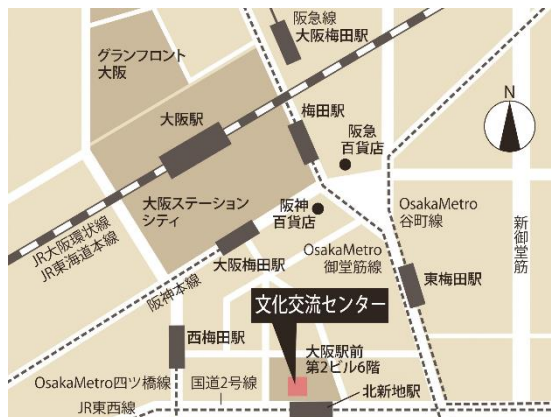 阪急線
大阪梅田駅
グランフロント
大阪
N
大阪駅
梅田駅
阪急
百貨店
大阪ステーション
シティ
阪神
百貨店
OsakaMetro
谷町線
新御堂筋
JR大阪環状線
JR東海道本線
阪神本線
大阪梅田駅
OsakaMetro
御堂筋線
東梅田駅
文化交流センター
西梅田駅
大阪駅前
第2ビル6階
OsakaMetro四ツ橋線
国道2号線
北新地駅
JR東西線